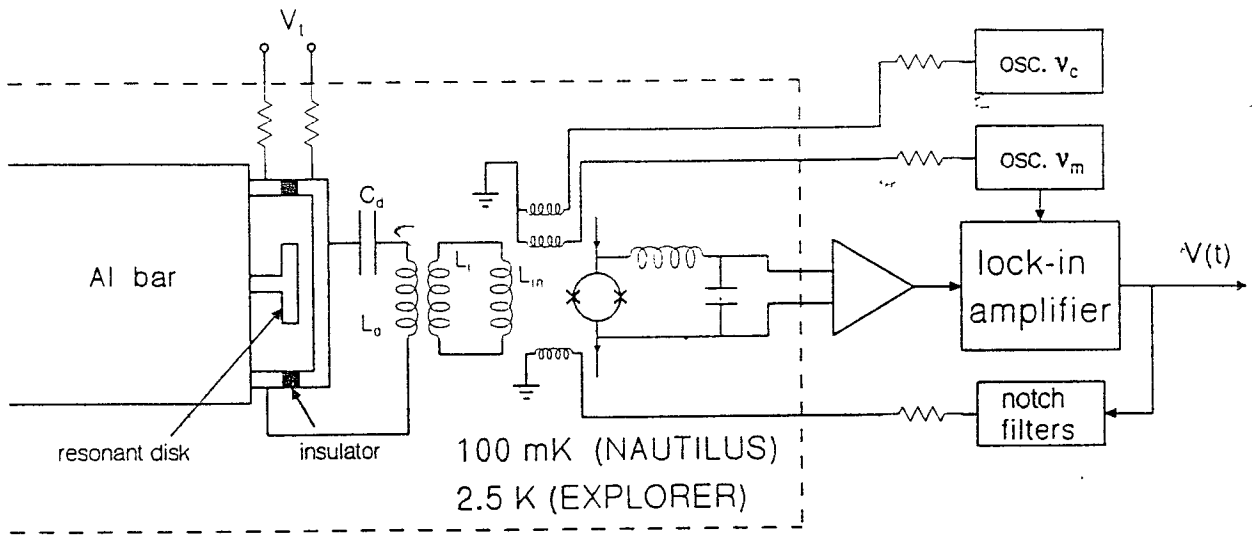 V_t
osc. ν_c
osc. ν_m
C_d
Al bar
L_i
L_in
L_o
lock-in
amplifier
V(t)
notch
filters
resonant disk
insulator
100 mK (NAUTILUS)
2.5 K (EXPLORER)